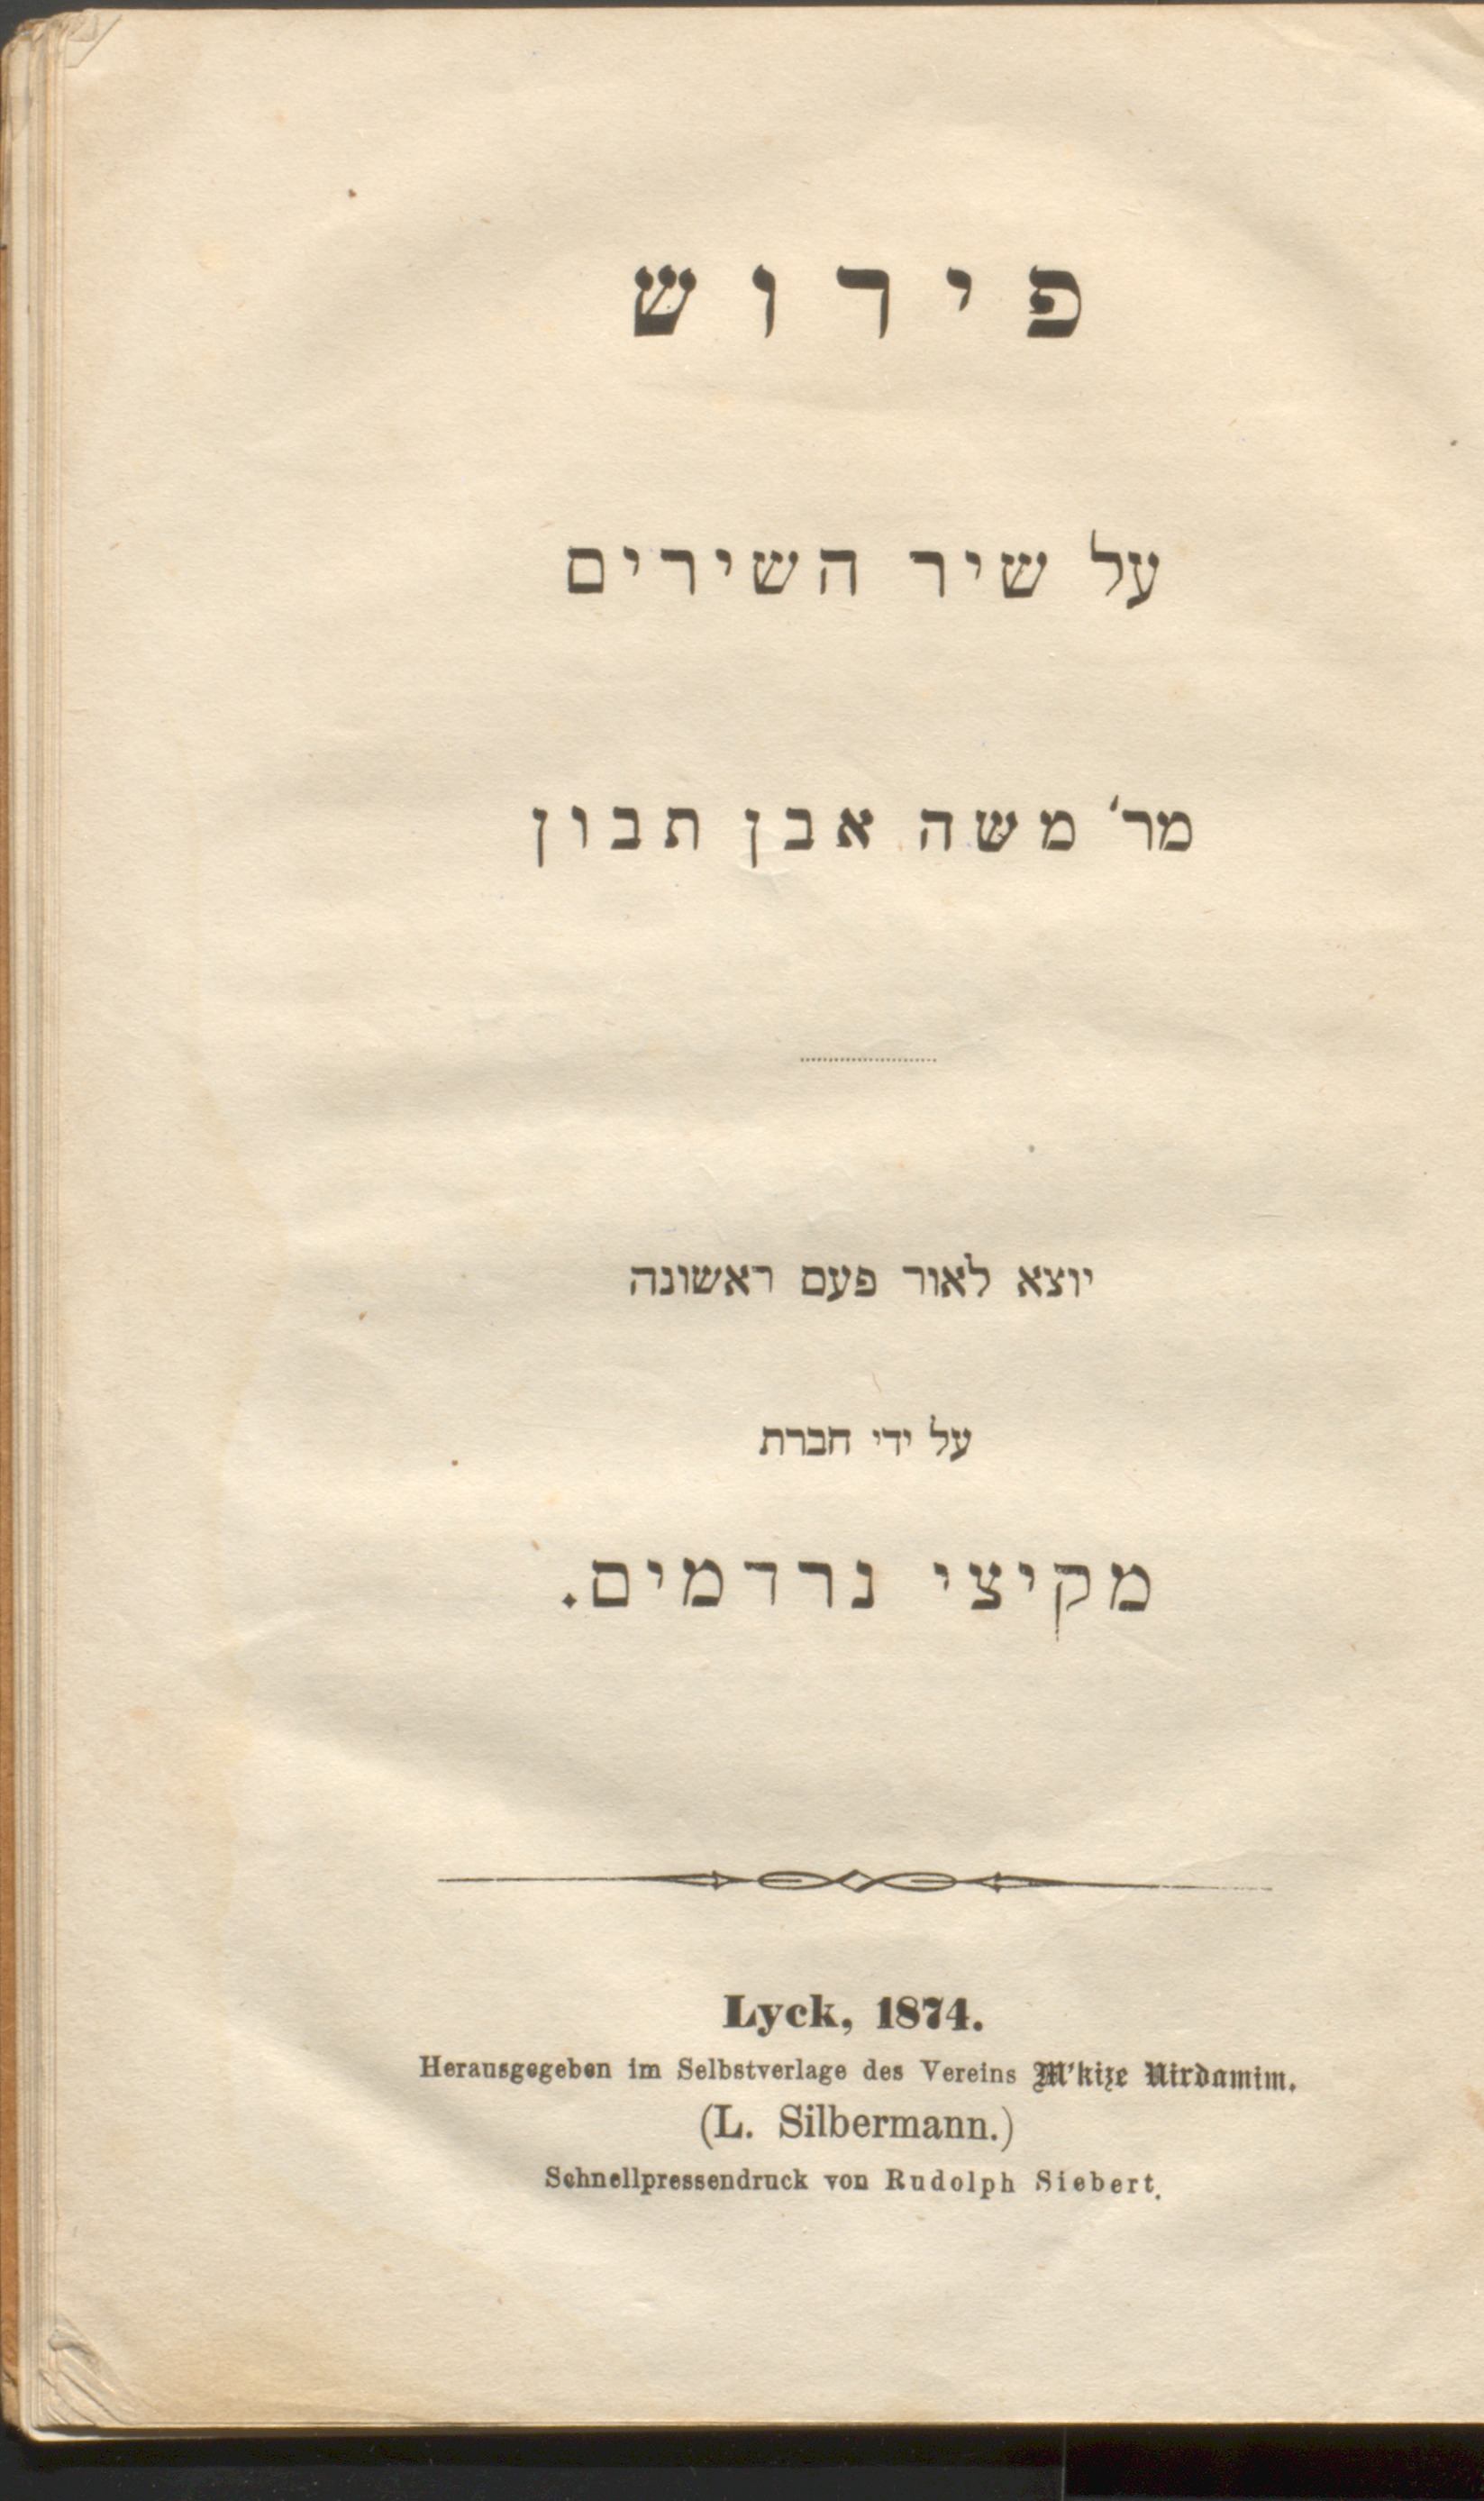 פירוש
על שיר השירים
מר׳ משה אבן תבון
יוצא לאור פעם ראשונה
על ידי חברת
מקיצי נרדמים.
Lyck, 1874.
Herausgegeben im Selbstverlage des Vereins M'kize Nirdamim.
(L. Silbermann.)
Schnellpressendruck von Rudolph Siebert.